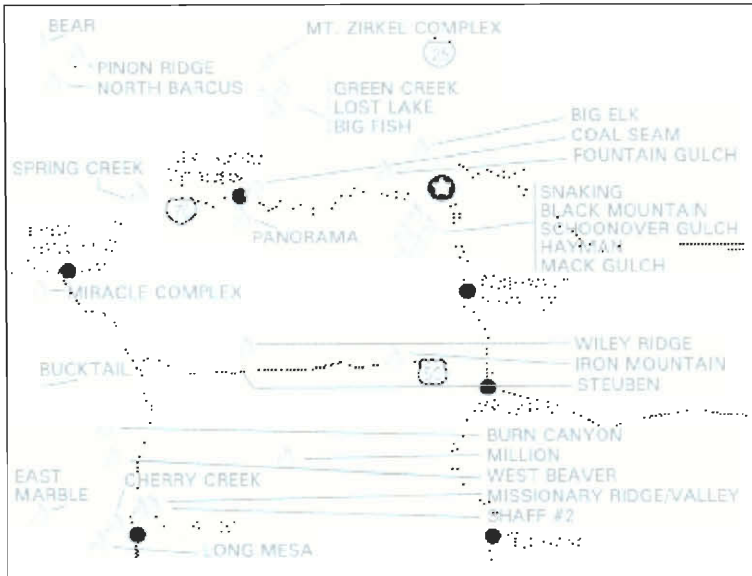 BEAR
MT. ZIRKEL COMPLEX
25
PINON RIDGE
NORTH BARCUS
GREEN CREEK
LOST LAKE
BIG FISH
BIG ELK
COAL SEAM
FOUNTAIN GULCH
SPRING CREEK
SNAKING
BLACK MOUNTAIN
SCHOONOVER GULCH
HAYMAN
MACK GULCH
PANORAMA
MIRACLE COMPLEX
WILEY RIDGE
IRON MOUNTAIN
STEUBEN
BUCKTAIL
BURN CANYON
MILLION
WEST BEAVER
MISSIONARY RIDGE/VALLEY
SHAFF #2
EAST
MARBLE
CHERRY CREEK
LONG MESA